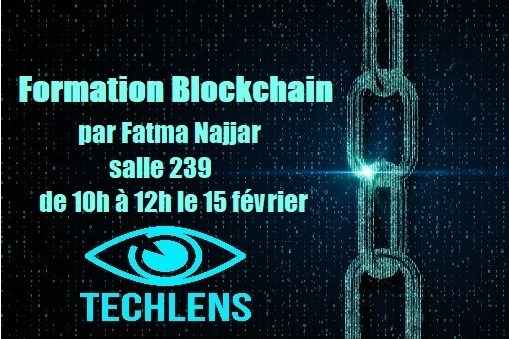 Formation Blockchain
par Fatma Najjar
salle 239
de 10h à 12h le 15 février
TECHLENS